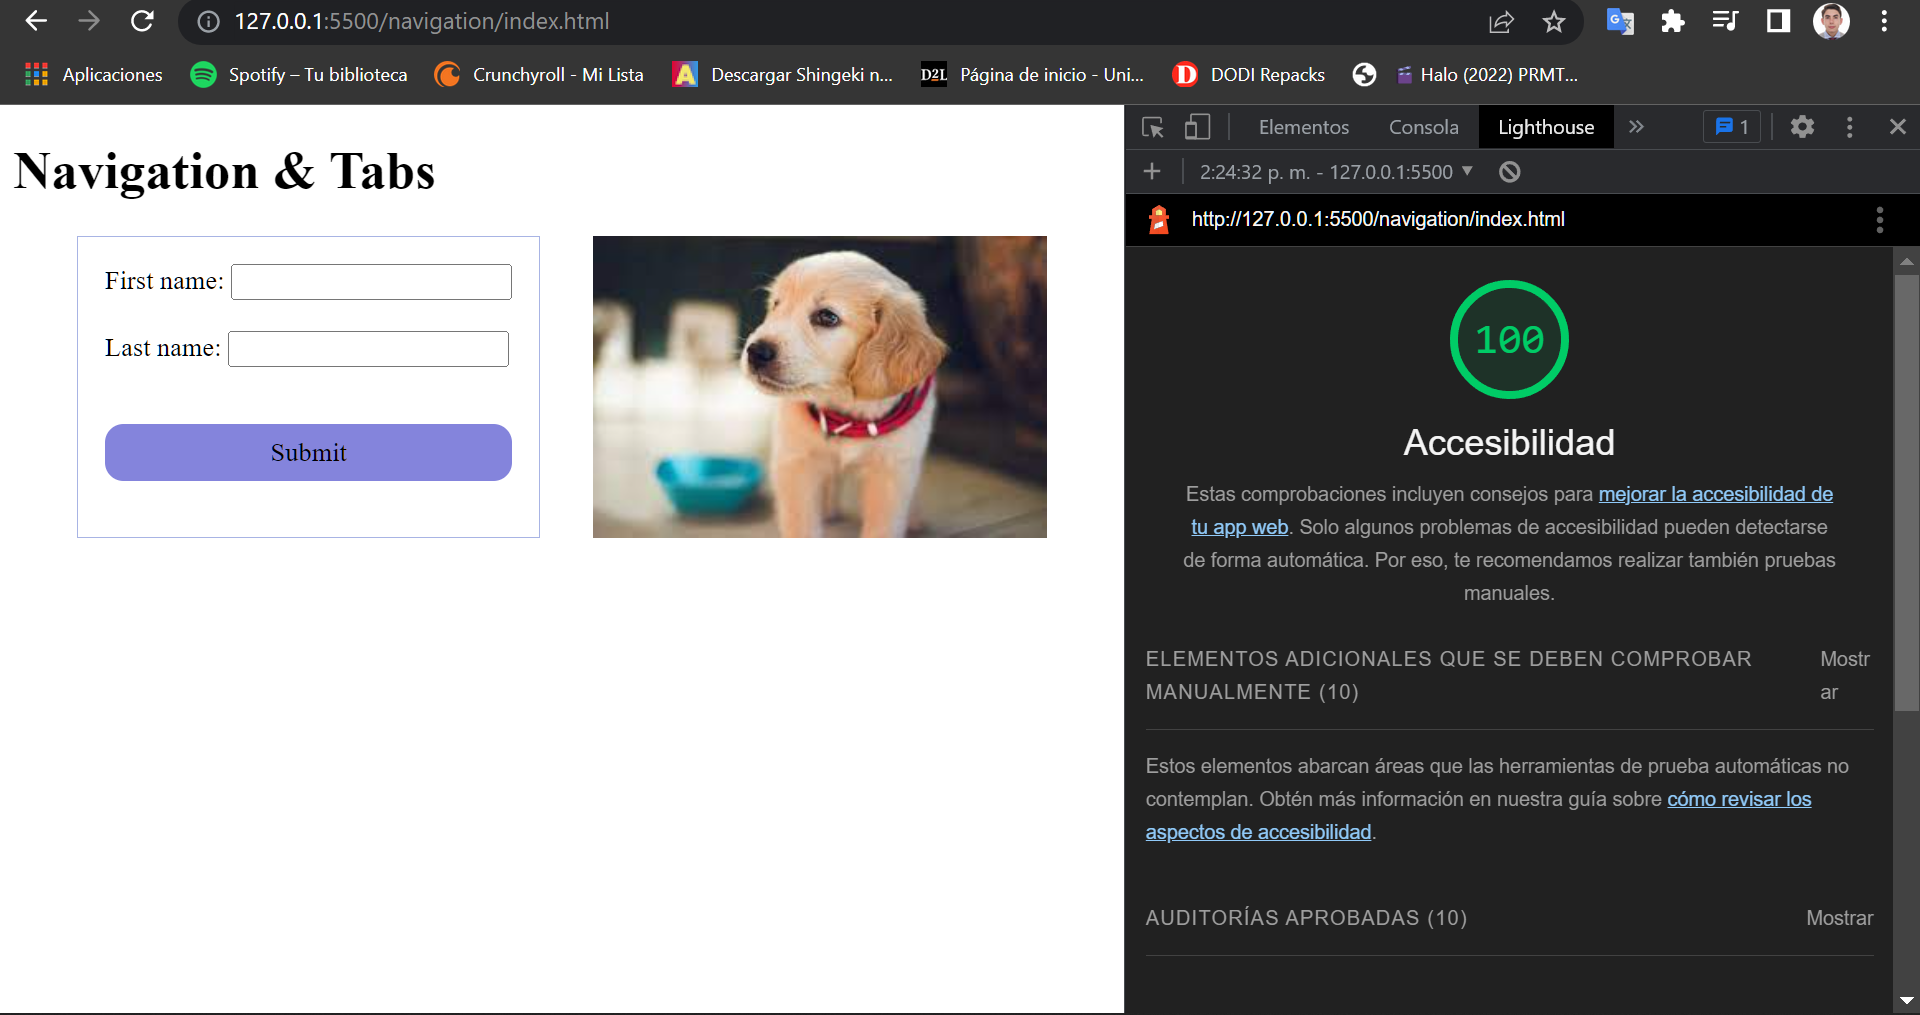 127.0.0.1:5500/navigation/index.html
Aplicaciones
Spotify – Tu biblioteca
Crunchyroll - Mi Lista
A Descargar Shingeki n...
D2L Página de inicio - Uni...
D DODI Repacks
Halo (2022) PRMT...
Navigation & Tabs
First name:
Last name:
Submit
Elementos
Consola
Lighthouse
1
2:24:32 p. m. - 127.0.0.1:5500
http://127.0.0.1:5500/navigation/index.html
100
Accesibilidad
Estas comprobaciones incluyen consejos para mejorar la accesibilidad de
tu app web. Solo algunos problemas de accesibilidad pueden detectarse
de forma automática. Por eso, te recomendamos realizar también pruebas
manuales.
ELEMENTOS ADICIONALES QUE SE DEBEN COMPROBAR
MANUALMENTE (10)
Mostr
ar
Estos elementos abarcan áreas que las herramientas de prueba automáticas no
contemplan. Obtén más información en nuestra guía sobre cómo revisar los
aspectos de accesibilidad.
AUDITORÍAS APROBADAS (10)
Mostrar